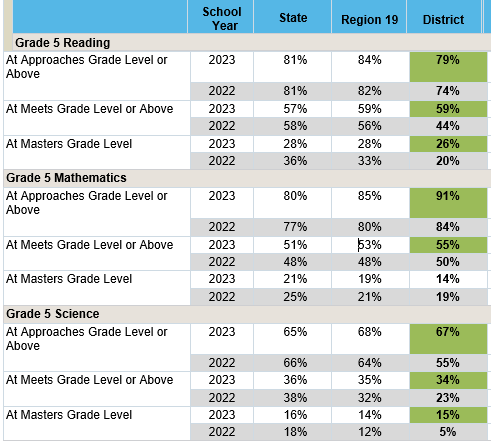 School Year State Region 19 District
Grade 5 Reading
At Approaches Grade Level or Above 2023 81% 84% 79%
2022 81% 82% 74%
At Meets Grade Level or Above 2023 57% 59% 59%
2022 58% 56% 44%
At Masters Grade Level 2023 28% 28% 26%
2022 36% 33% 20%
Grade 5 Mathematics
At Approaches Grade Level or Above 2023 80% 85% 91%
2022 77% 80% 84%
At Meets Grade Level or Above 2023 51% 53% 55%
2022 48% 48% 50%
At Masters Grade Level 2023 21% 19% 14%
2022 25% 21% 19%
Grade 5 Science
At Approaches Grade Level or Above 2023 65% 68% 67%
2022 66% 64% 55%
At Meets Grade Level or Above 2023 36% 35% 34%
2022 38% 32% 23%
At Masters Grade Level 2023 16% 14% 15%
2022 18% 12% 5%